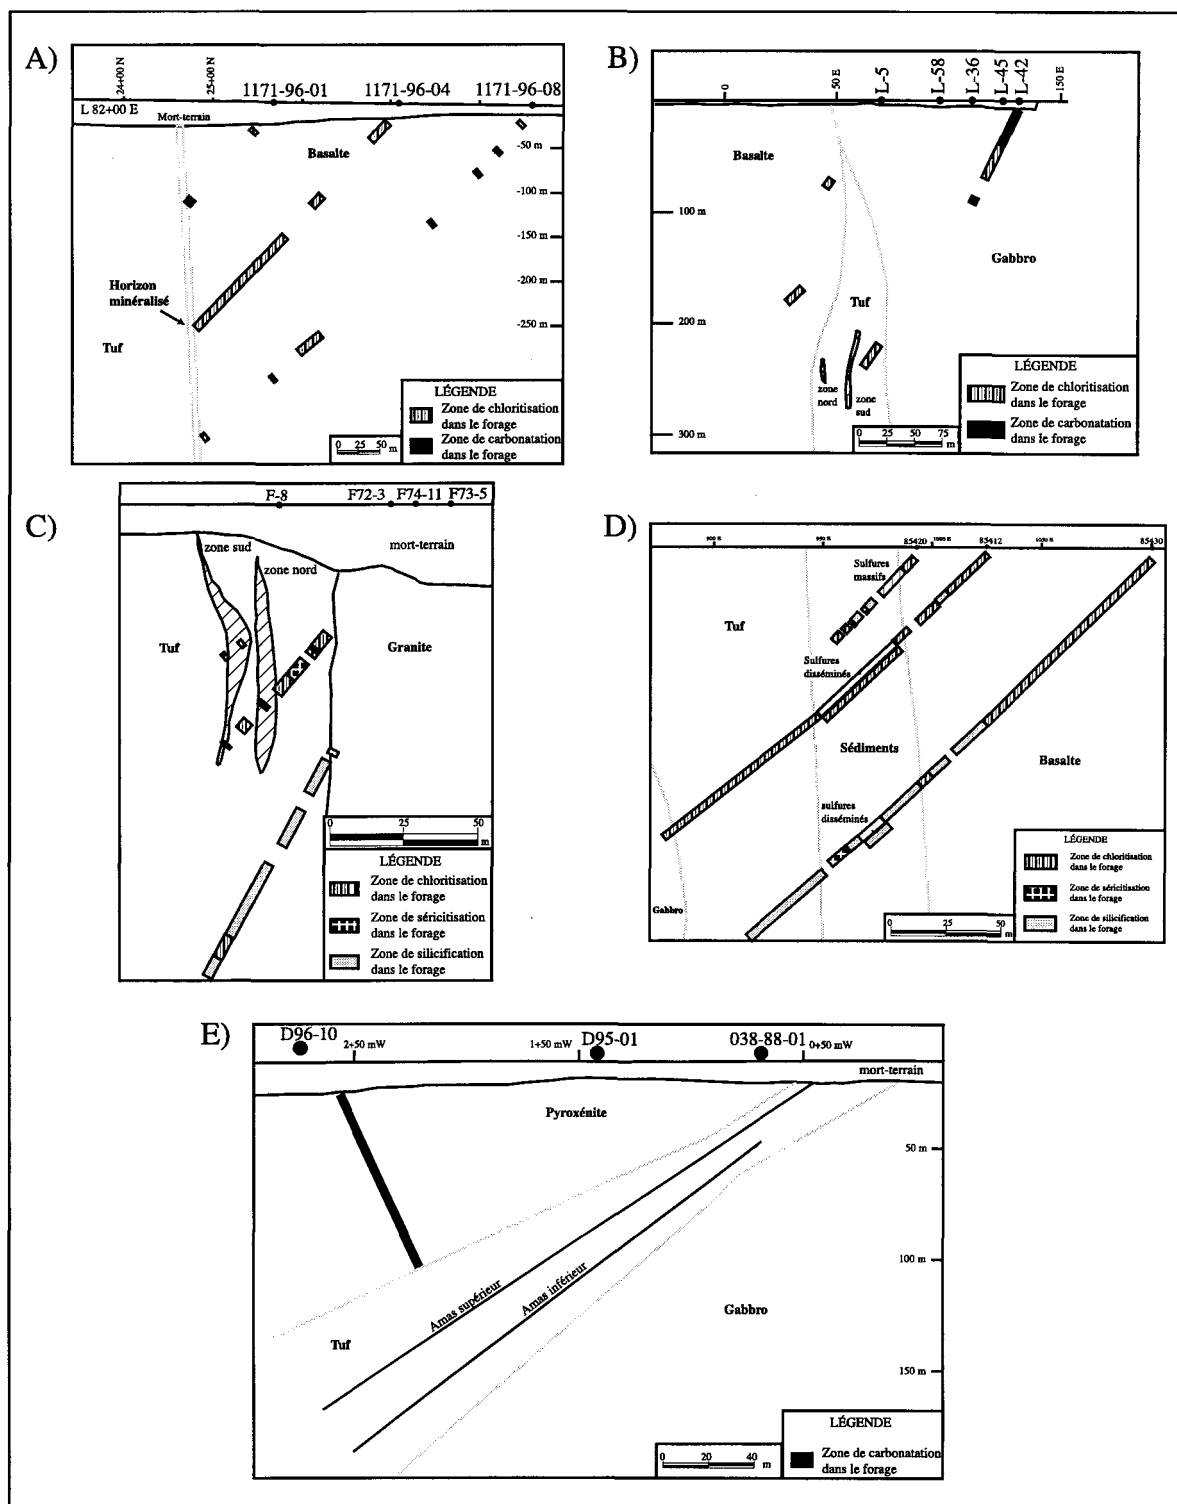 A)
24+00 N
25+00 N
1171-96-01
1171-96-04
1171-96-08
L 82+00 E
Mort-terrain
Basalte
-50 m
-100 m
-150 m
-200 m
-250 m
Horizon
minéralisé
Tuf
LÉGENDE
Zone de chloritisation
dans le forage
Zone de carbonatation
dans le forage
0 25 50
m
B)
0
50 E
L-5
L-58
L-36
L-45
L-42
150 E
Basalte
100 m
Gabbro
Tuf
200 m
zone
nord
zone
sud
300 m
LÉGENDE
Zone de chloritisation
dans le forage
Zone de carbonatation
dans le forage
0 25 50 75
m
C)
F-8
F72-3
F74-11
F73-5
zone sud
mort-terrain
zone nord
Tuf
Granite
0 25 50
m
LÉGENDE
Zone de chloritisation
dans le forage
Zone de séricitisation
dans le forage
Zone de silicification
dans le forage
D)
85420
85412
85430
Sulfures
massifs
Tuf
Sulfures
disséminés
Sédiments
Basalte
sulfures
disséminés
Gabbro
LÉGENDE
Zone de chloritisation
dans le forage
Zone de séricitisation
dans le forage
Zone de silicification
dans le forage
0 25 50
m
E)
D96-10
2+50 mW
1+50 mW
D95-01
038-88-01
0+50 mW
mort-terrain
Pyroxénite
50 m
100 m
Amas supérieur
Amas inférieur
Gabbro
Tuf
150 m
LÉGENDE
Zone de carbonatation
dans le forage
0 20 40
m